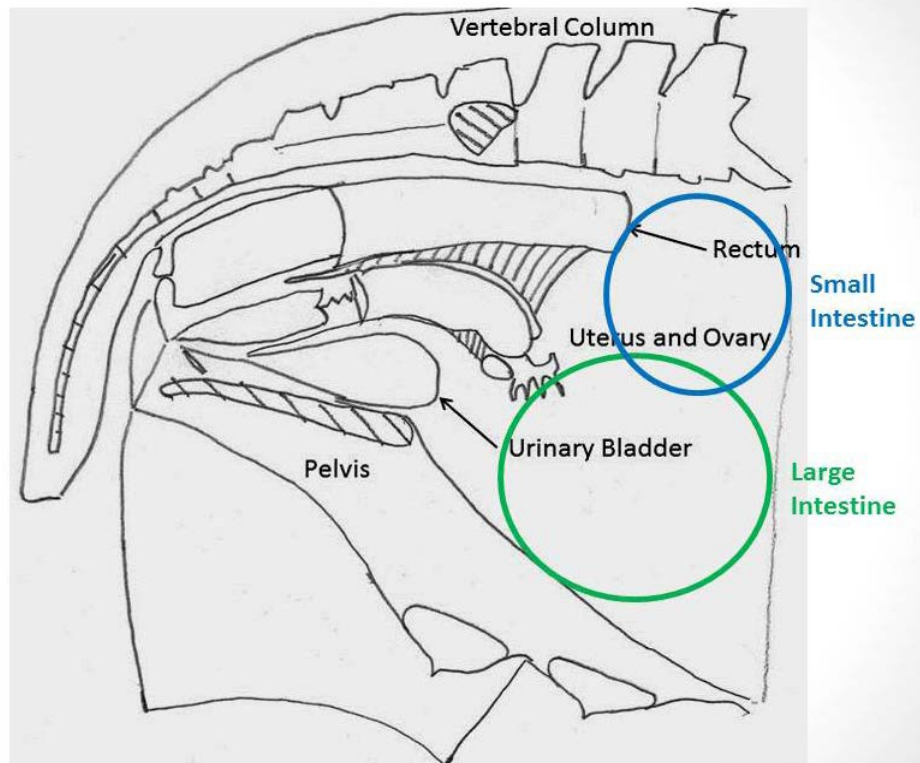 Vertebral Column
Rectum
Small
Intestine
Uterus and Ovary
Urinary Bladder
Pelvis
Large
Intestine